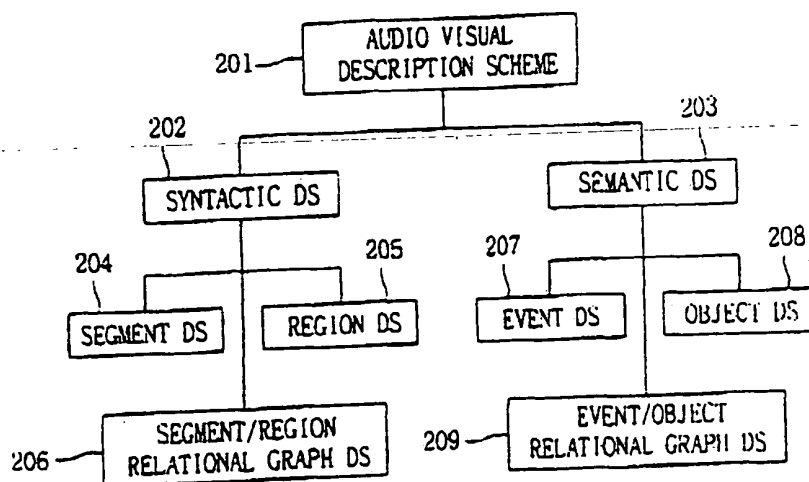 AUDIO VISUAL
DESCRIPTION SCHEME
201
202
203
SYNTACTIC DS
SEMANTIC DS
204
205
207
208
SEGMENT DS
REGION DS
EVENT DS
OBJECT DS
SEGMENT/REGION
RELATIONAL GRAPH DS
206
EVENT/OBJECT
RELATIONAL GRAPH DS
209